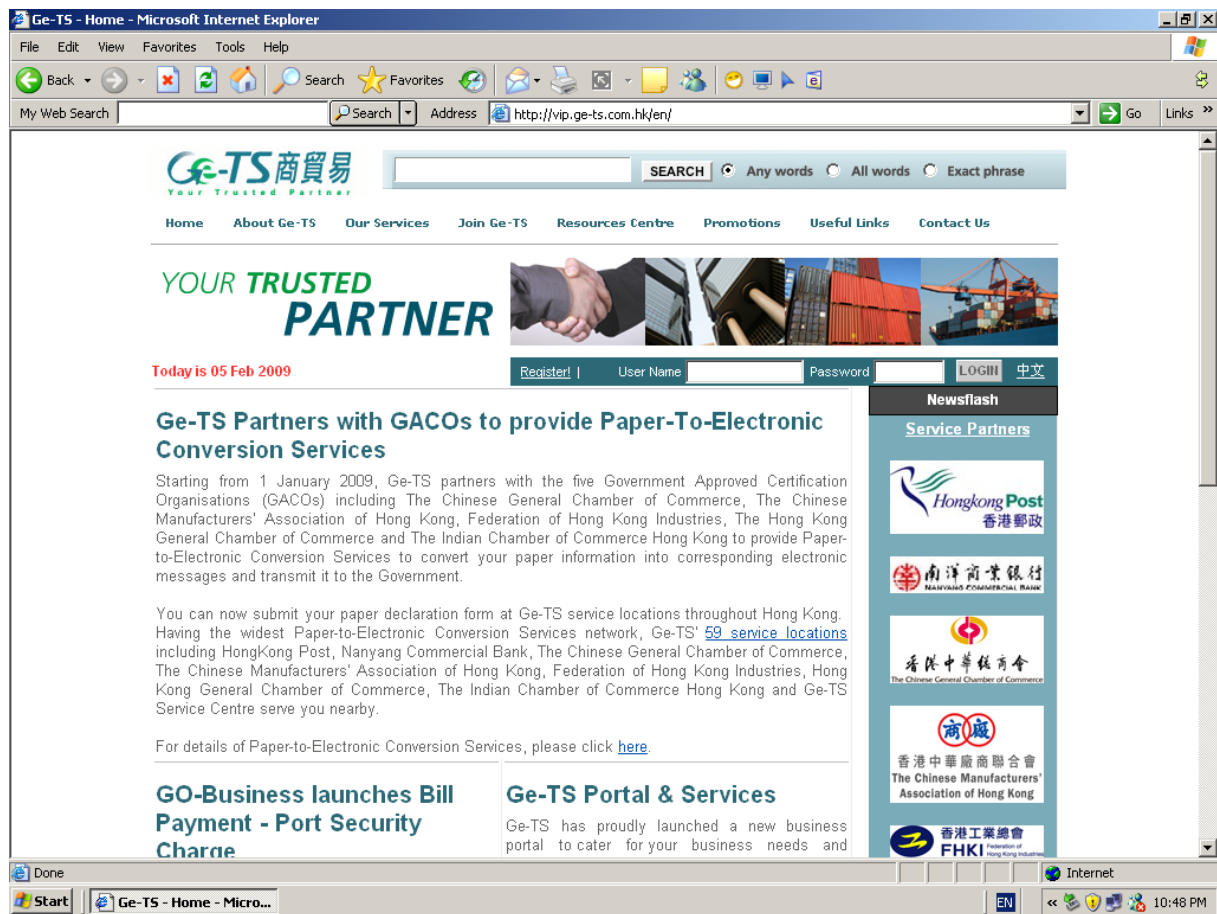 Ge-TS - Home - Microsoft Internet Explorer
File Edit View Favorites Tools Help
Back Search Favorites
My Web Search Search Address http://vip.ge-ts.com.hk/en/ Go Links »
Ge-TS商貿易
Your Trusted Partner
SEARCH Any words All words Exact phrase
Home About Ge-TS Our Services Join Ge-TS Resources Centre Promotions Useful Links Contact Us
YOUR TRUSTED
PARTNER
Today is 05 Feb 2009
Register! | User Name Password LOGIN 中文
Ge-TS Partners with GACOs to provide Paper-To-Electronic
Conversion Services
Starting from 1 January 2009, Ge-TS partners with the five Government Approved Certification
Organisations (GACOs) including The Chinese General Chamber of Commerce, The Chinese
Manufacturers' Association of Hong Kong, Federation of Hong Kong Industries, The Hong Kong
General Chamber of Commerce and The Indian Chamber of Commerce Hong Kong to provide Paper-
to-Electronic Conversion Services to convert your paper information into corresponding electronic
messages and transmit it to the Government.
You can now submit your paper declaration form at Ge-TS service locations throughout Hong Kong.
Having the widest Paper-to-Electronic Conversion Services network, Ge-TS' 59 service locations
including HongKong Post, Nanyang Commercial Bank, The Chinese General Chamber of Commerce,
The Chinese Manufacturers' Association of Hong Kong, Federation of Hong Kong Industries, Hong
Kong General Chamber of Commerce, The Indian Chamber of Commerce Hong Kong and Ge-TS
Service Centre serve you nearby.
For details of Paper-to-Electronic Conversion Services, please click here.
GO-Business launches Bill
Payment - Port Security
Charge
Ge-TS Portal & Services
Ge-TS has proudly launched a new business
portal to cater for your business needs and
Newsflash
Service Partners
Hongkong Post
香港郵政
南洋商業銀行
NANYANG COMMERCIAL BANK
香港中華總商會
The Chinese General Chamber of Commerce
商廠
香港中華廠商聯合會
The Chinese Manufacturers'
Association of Hong Kong
香港工業總會
FHKI Federation of
Hong Kong Industries
Done Internet
Start Ge-TS - Home - Micro... EN « 10:48 PM